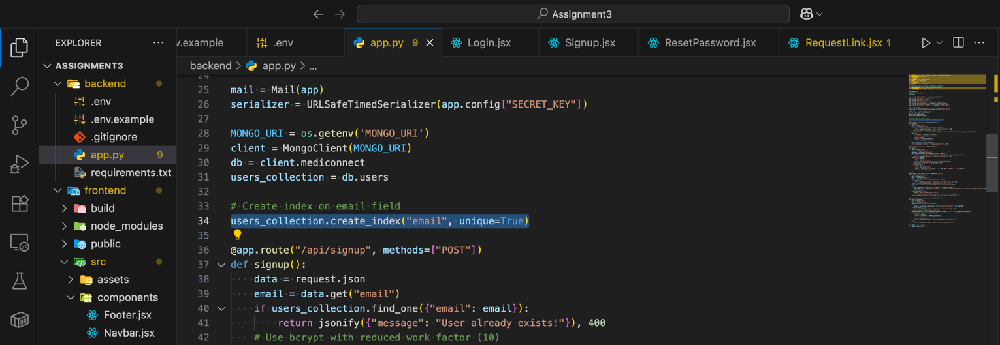 Assignment3
EXPLORER ...
v.example
.env
app.py 9
Login.jsx
Signup.jsx
ResetPassword.jsx
RequestLink.jsx 1
...
ASSIGNMENT3
backend
.env
.env.example
.gitignore
app.py 9
requirements.txt
frontend
build
node_modules
public
src
assets
components
Footer.jsx
Navbar.jsx
backend > app.py > ...
24
25 mail = Mail(app)
26 serializer = URLSafeTimedSerializer(app.config["SECRET_KEY"])
27
28 MONGO_URI = os.getenv('MONGO_URI')
29 client = MongoClient(MONGO_URI)
30 db = client.mediconnect
31 users_collection = db.users
32
33 # Create index on email field
34 users_collection.create_index("email", unique=True)
35
36 @app.route("/api/signup", methods=["POST"])
37 def signup():
38 data = request.json
39 email = data.get("email")
40 if users_collection.find_one({"email": email}):
41 return jsonify({"message": "User already exists!"}), 400
42 # Use bcrypt with reduced work factor (10)